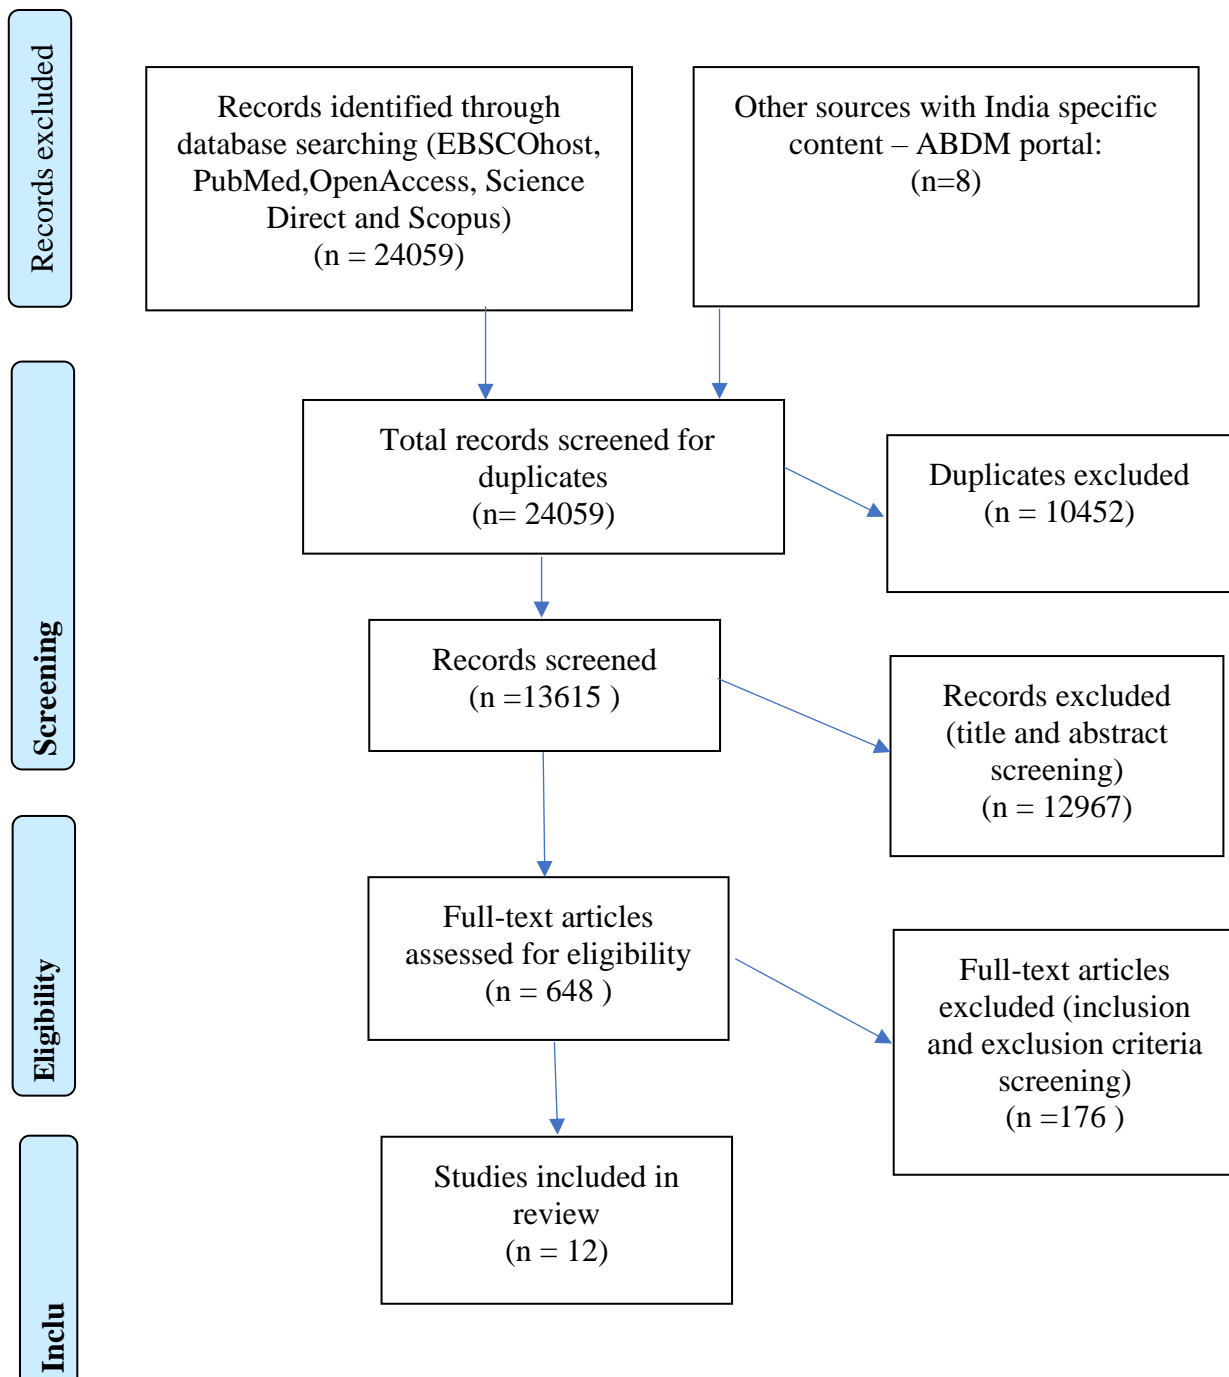 Records excluded
Records identified through
database searching (EBSCOhost,
PubMed,OpenAccess, Science
Direct and Scopus)
(n = 24059)
Other sources with India specific
content – ABDM portal:
(n=8)
Screening
Total records screened for
duplicates
(n= 24059)
Duplicates excluded
(n = 10452)
Records screened
(n =13615 )
Records excluded
(title and abstract
screening)
(n = 12967)
Eligibility
Full-text articles
assessed for eligibility
(n = 648 )
Full-text articles
excluded (inclusion
and exclusion criteria
screening)
(n =176 )
Inclu
Studies included in
review
(n = 12)